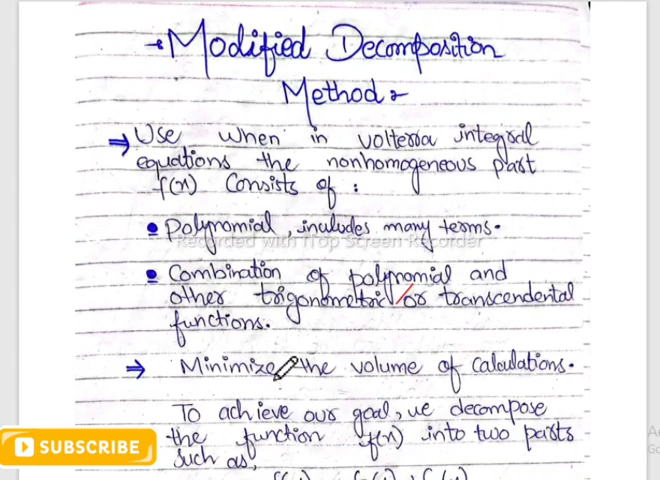 → Modified Decomposition
Method :-
⇒ Use when in volterra integral
equations the nonhomogeneous part
f(x) consists of :
• Polynomial, includes many terms.
Recorded with iTop Screen Recorder
• Combination of polynomial and
other trigonometric/or transcendental
functions.
⇒ Minimize the volume of calculations.
To achieve our goal, we decompose
the function f(x) into two parts
such as,
SUBSCRIBE